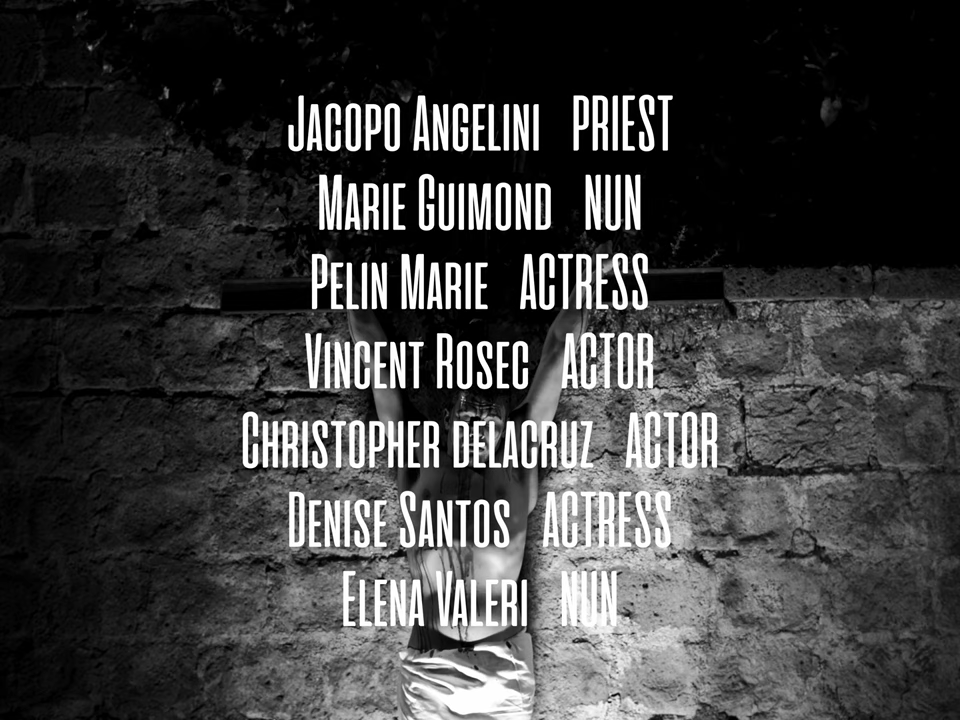 Jacopo Angelini PRIEST
Marie Guimond NUN
Pelin Marie ACTRESS
Vincent Rosec ACTOR
Christopher delacruz ACTOR
Denise Santos ACTRESS
Elena Valeri NUN